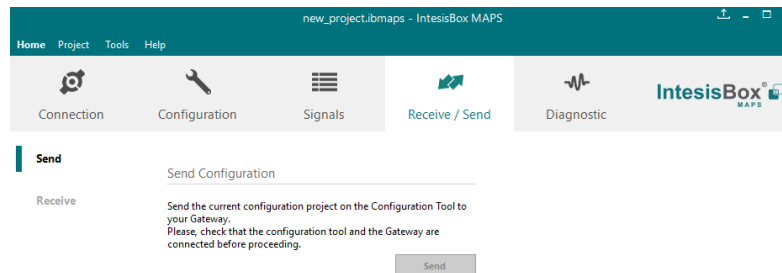 new_project.ibmaps - IntesisBox MAPS
Home Project Tools Help
Connection Configuration Signals Receive / Send Diagnostic IntesisBox® MAPS
Send
Send Configuration
Receive
Send the current configuration project on the Configuration Tool to
your Gateway.
Please, check that the configuration tool and the Gateway are
connected before proceeding.
Send